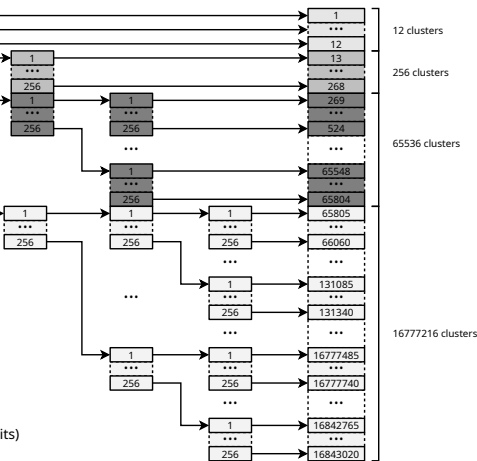 1
...
12
12 clusters
1 13
... ...
256 268
256 clusters
1 1 269
... ... ...
256 256 524
... ...
65536 clusters
1 65548
... ...
256 65804
1 1 1 65805
... ... ... ...
256 256 256 66060
... ...
1 131085
... ... ...
256 131340
... ...
16777216 clusters
1 1 16777485
... ... ...
256 256 16777740
... ...
1 16842765
its)
... ...
256 16843020